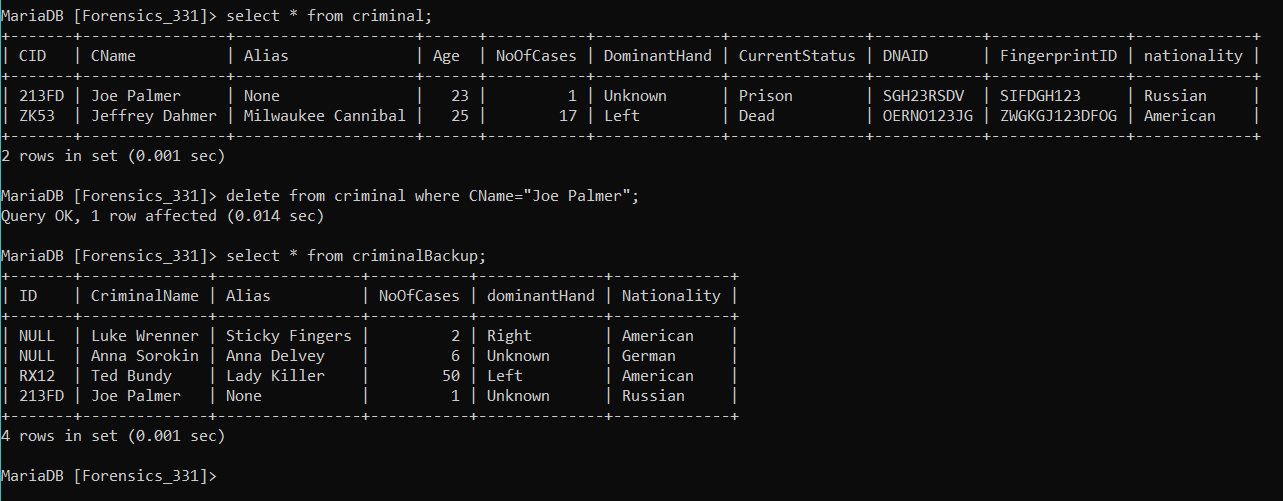 MariaDB [Forensics_331]> select * from criminal;
+-------+----------------+--------------------+------+-----------+--------------+---------------+------------+---------------+-------------+
| CID   | CName          | Alias              | Age  | NoOfCases | DominantHand | CurrentStatus | DNAID      | FingerprintID | nationality |
+-------+----------------+--------------------+------+-----------+--------------+---------------+------------+---------------+-------------+
| 213FD | Joe Palmer     | None               |   23 |         1 | Unknown      | Prison        | SGH23RSDV  | SIFDGH123     | Russian     |
| ZK53  | Jeffrey Dahmer | Milwaukee Cannibal |   25 |        17 | Left         | Dead          | OERNO123JG | ZWGKGJ123DFOG | American    |
+-------+----------------+--------------------+------+-----------+--------------+---------------+------------+---------------+-------------+
2 rows in set (0.001 sec)
MariaDB [Forensics_331]> delete from criminal where CName="Joe Palmer";
Query OK, 1 row affected (0.014 sec)
MariaDB [Forensics_331]> select * from criminalBackup;
+-------+--------------+----------------+-----------+--------------+-------------+
| ID    | CriminalName | Alias          | NoOfCases | dominantHand | Nationality |
+-------+--------------+----------------+-----------+--------------+-------------+
| NULL  | Luke Wrenner | Sticky Fingers |         2 | Right        | American    |
| NULL  | Anna Sorokin | Anna Delvey    |         6 | Unknown      | German      |
| RX12  | Ted Bundy    | Lady Killer    |        50 | Left         | American    |
| 213FD | Joe Palmer   | None           |         1 | Unknown      | Russian     |
+-------+--------------+----------------+-----------+--------------+-------------+
4 rows in set (0.001 sec)
MariaDB [Forensics_331]>